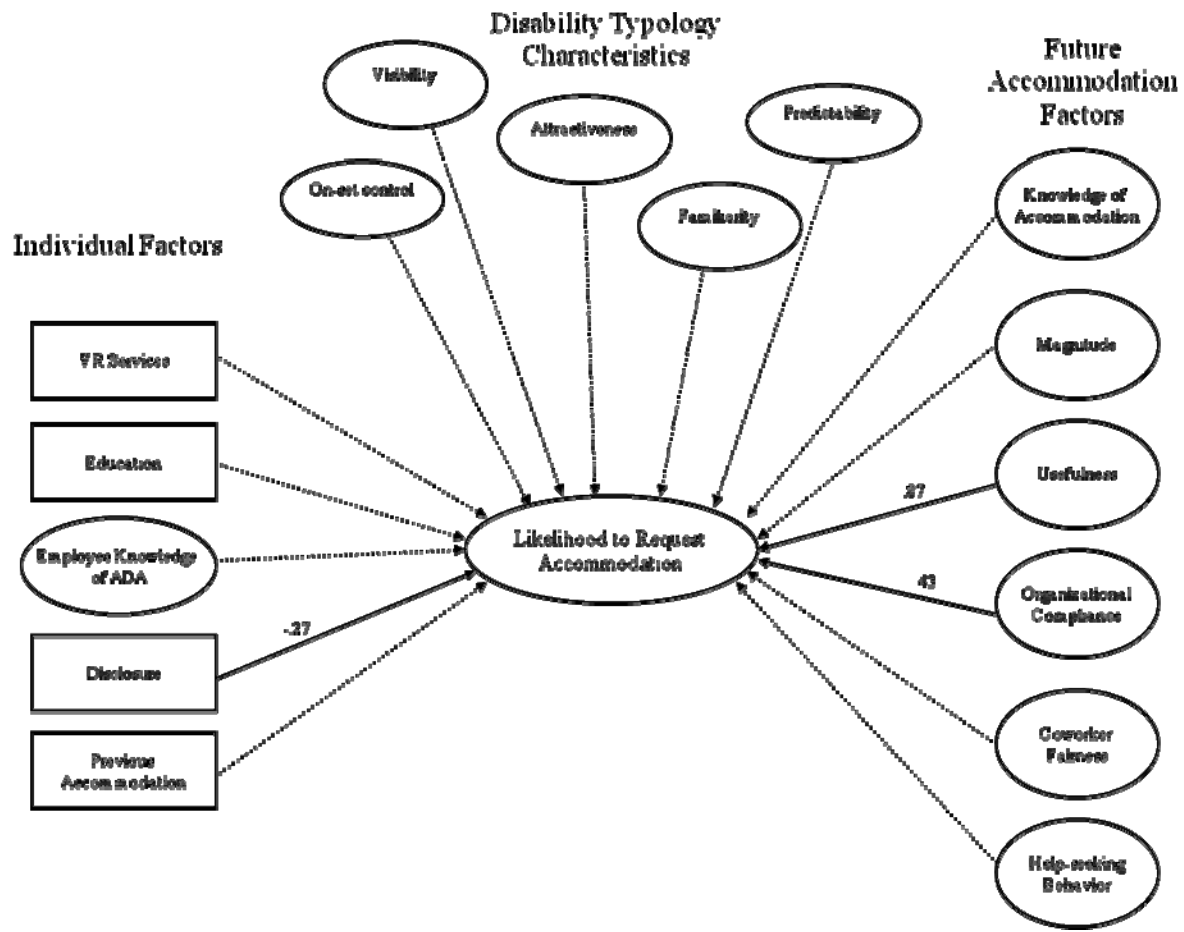 Disability Typology
Characteristics
Future
Accommodation
Factors
Individual Factors
Visibility
Attractiveness
Predictability
On-set control
Familiarity
Knowledge of
Accommodation
Magnitude
Usefulness
Organizational
Compliance
Coworker
Fairness
Help-seeking
Behavior
VR Services
Education
Employee Knowledge
of ADA
Disclosure
Previous
Accommodation
Likelihood to Request
Accommodation
-.27
.27
.43